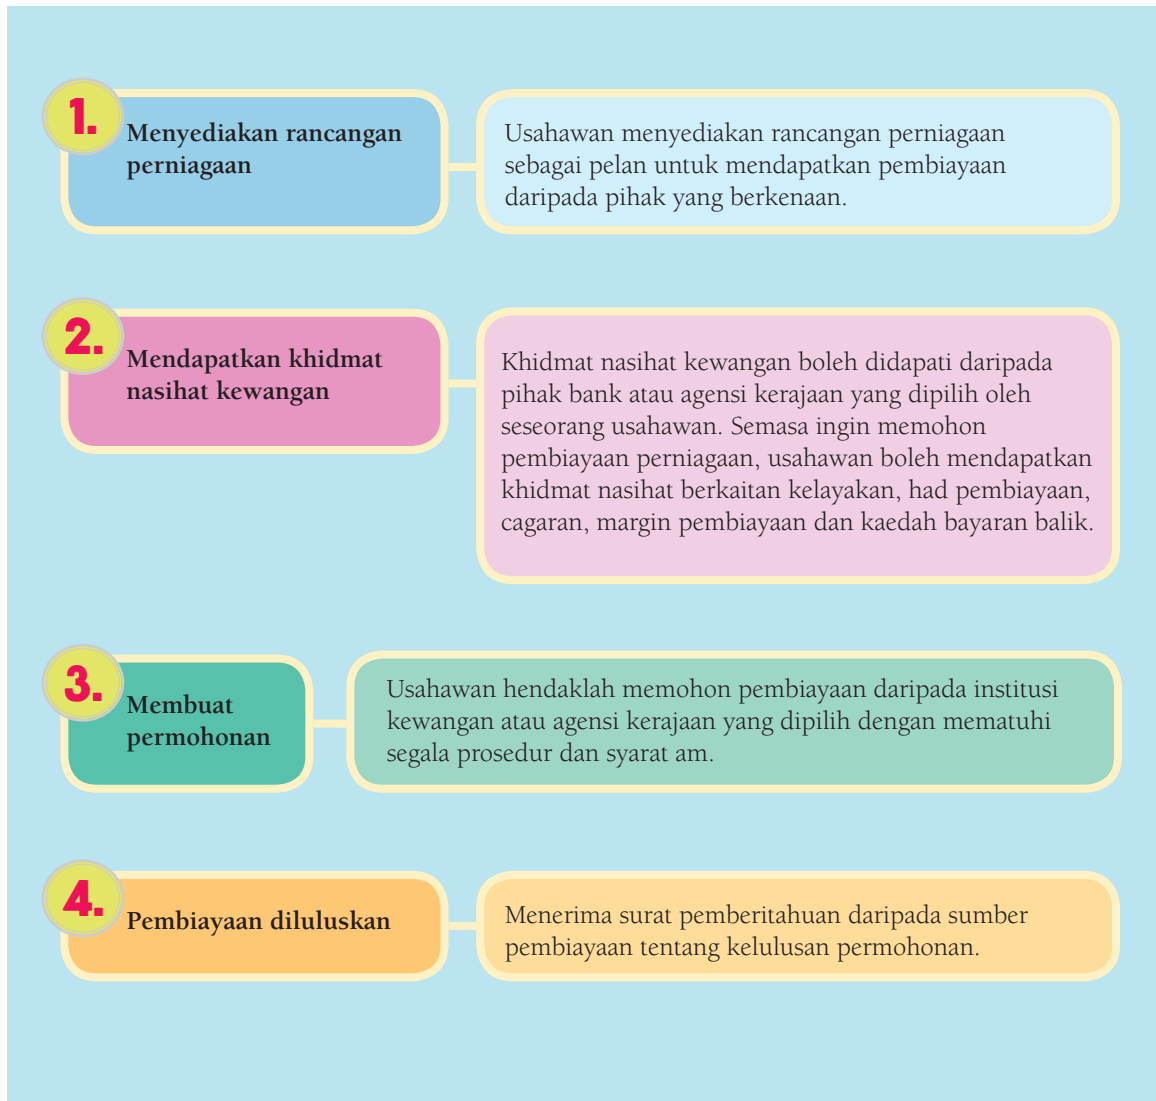 1.
Menyediakan rancangan
perniagaan
Usahawan menyediakan rancangan perniagaan
sebagai pelan untuk mendapatkan pembiayaan
daripada pihak yang berkenaan.
2.
Mendapatkan khidmat
nasihat kewangan
Khidmat nasihat kewangan boleh didapati daripada
pihak bank atau agensi kerajaan yang dipilih oleh
seseorang usahawan. Semasa ingin memohon
pembiayaan perniagaan, usahawan boleh mendapatkan
khidmat nasihat berkaitan kelayakan, had pembiayaan,
cagaran, margin pembiayaan dan kaedah bayaran balik.
3.
Membuat
permohonan
Usahawan hendaklah memohon pembiayaan daripada institusi
kewangan atau agensi kerajaan yang dipilih dengan mematuhi
segala prosedur dan syarat am.
4.
Pembiayaan diluluskan
Menerima surat pemberitahuan daripada sumber
pembiayaan tentang kelulusan permohonan.